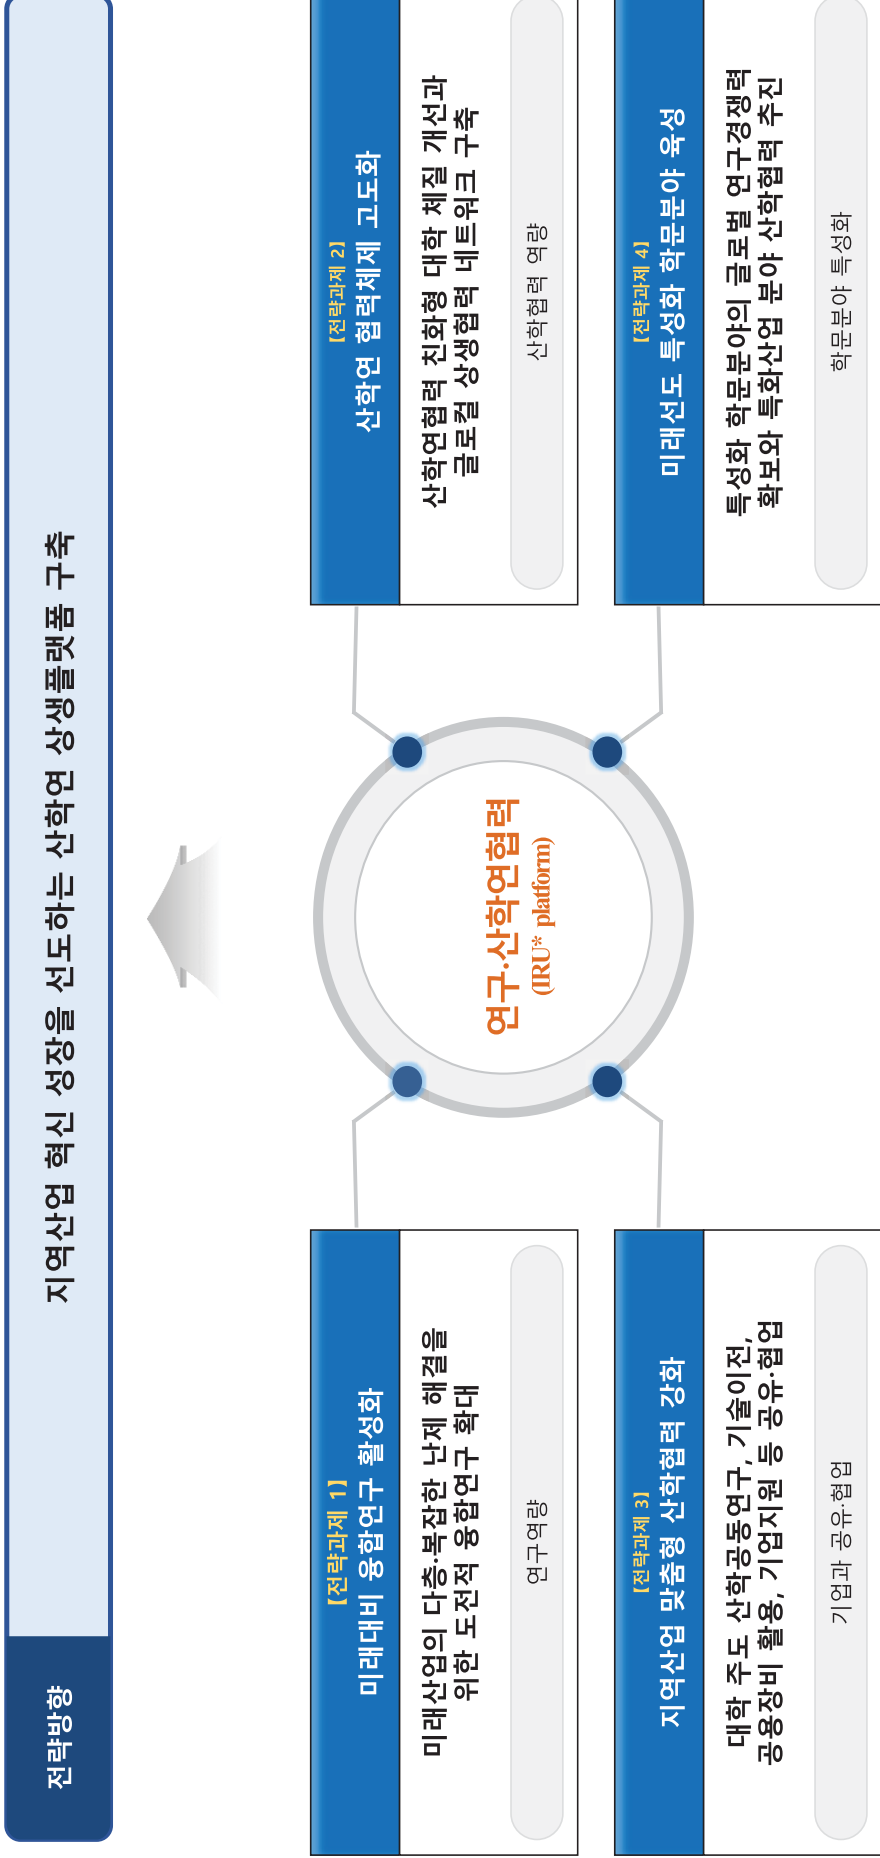 전략방향
지역산업 혁신 성장을 선도하는 산학연 상생플랫폼 구축
[전략과제 1]
미래대비 융합연구 활성화
미래산업의 다층·복잡한 난제 해결을
위한 도전적 융합연구 확대
연구역량
[전략과제 2]
산학연 협력체제 고도화
산학연협력 친화형 대학 체질 개선과
글로컬 상생협력 네트워크 구축
산학협력 역량
연구·산학연협력
(IRU* platform)
[전략과제 3]
지역산업 맞춤형 산학협력 강화
대학 주도 산학공동연구, 기술이전,
공용장비 활용, 기업지원 등 공유·협업
기업과 공유·협업
[전략과제 4]
미래선도 특성화 학문분야 육성
특성화 학문분야의 글로벌 연구경쟁력
확보와 특화산업 분야 산학협력 추진
학문분야 특성화